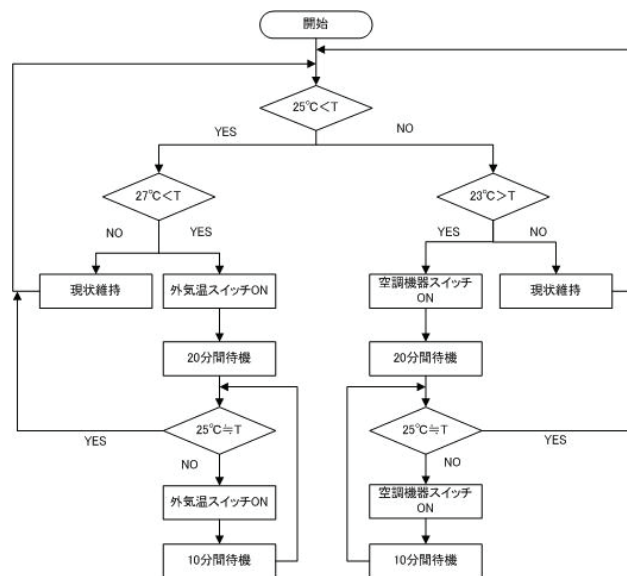 開始
25℃<T
YES
NO
27℃<T
23℃>T
NO
YES
YES
NO
現状維持
外気温スイッチON
空調機器スイッチ
ON
現状維持
20分間待機
20分間待機
25℃≒T
25℃≒T
YES
YES
NO
NO
外気温スイッチON
空調機器スイッチ
ON
10分間待機
10分間待機